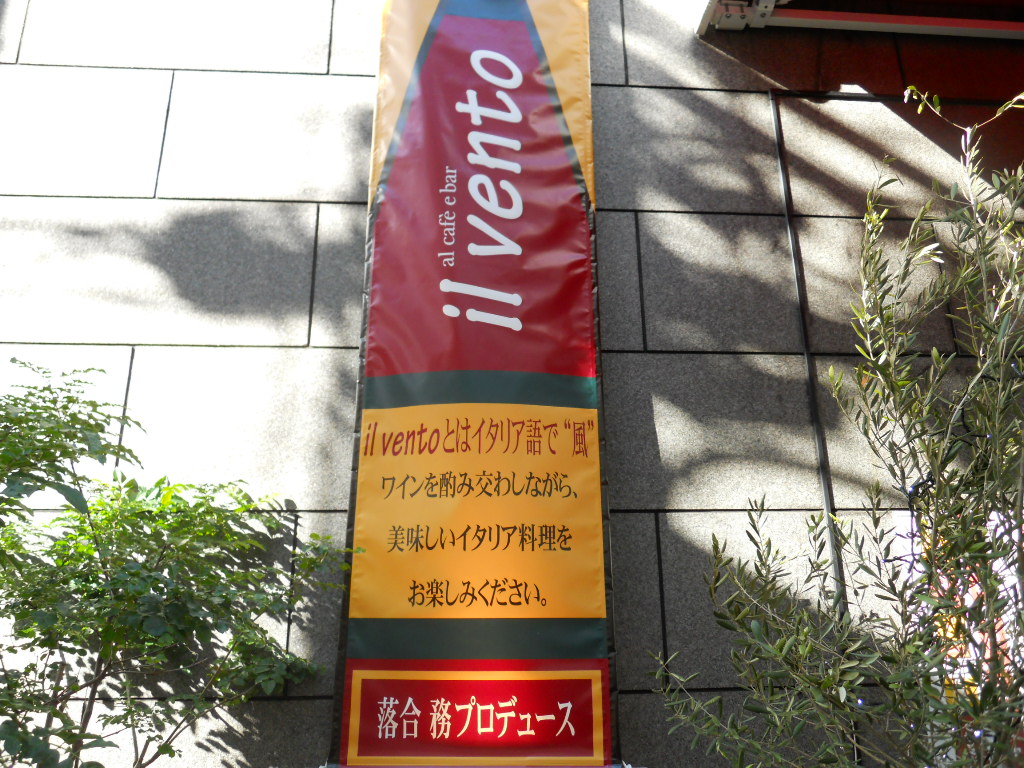 il vento
al cafè e bar
il ventoとはイタリア語で“風”
ワインを酌み交わしながら、
美味しいイタリア料理を
お楽しみください。
落合 務プロデュース